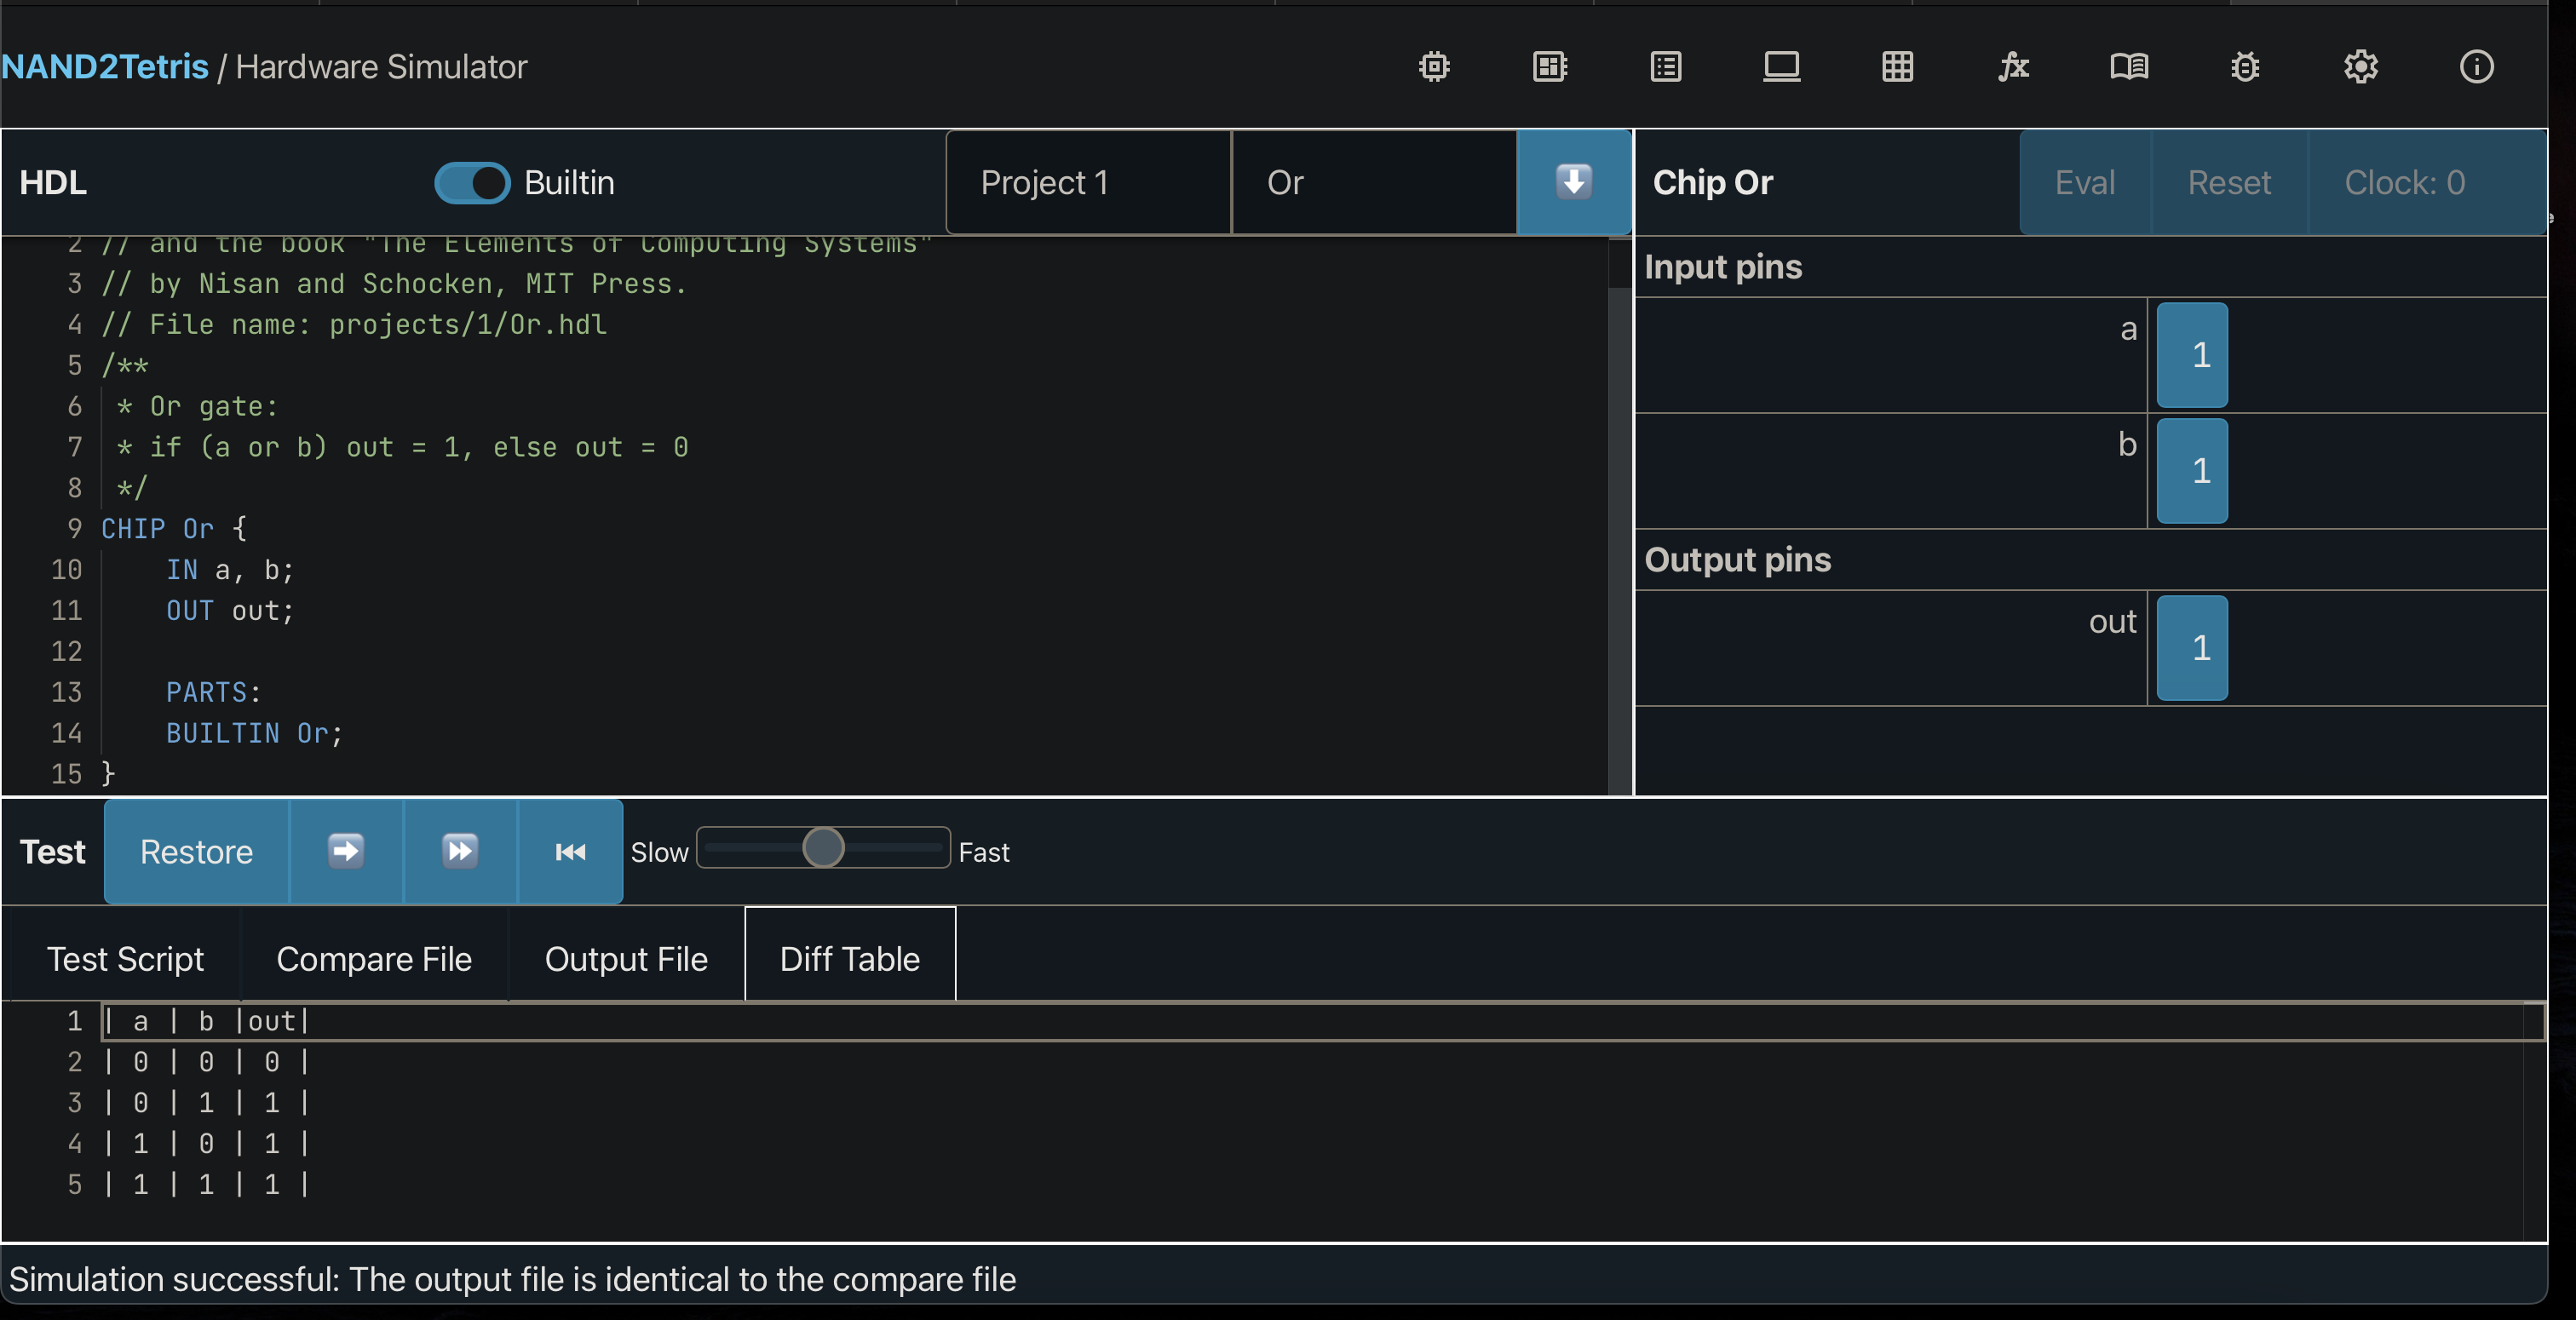 NAND2Tetris / Hardware Simulator
HDL
Builtin
Project 1
Or
Chip Or
Eval
Reset
Clock: 0
2 // and the book "The Elements of Computing Systems"
3 // by Nisan and Schocken, MIT Press.
4 // File name: projects/1/Or.hdl
5 /**
6 * Or gate:
7 * if (a or b) out = 1, else out = 0
8 */
9 CHIP Or {
10 IN a, b;
11 OUT out;
12
13 PARTS:
14 BUILTIN Or;
15 }
Input pins
a 1
b 1
Output pins
out 1
Test
Restore
Slow
Fast
Test Script
Compare File
Output File
Diff Table
1 | a | b |out|
2 | 0 | 0 | 0 |
3 | 0 | 1 | 1 |
4 | 1 | 0 | 1 |
5 | 1 | 1 | 1 |
Simulation successful: The output file is identical to the compare file